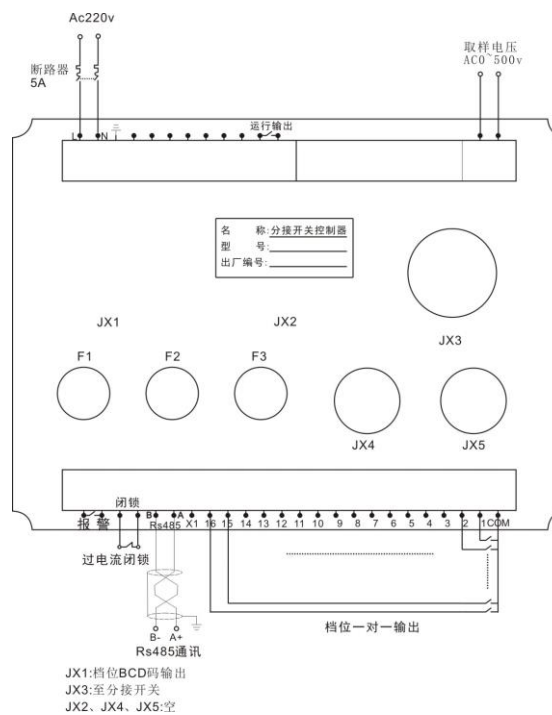 Ac220v
取样电压
AC0~500v
断路器
5A
运行输出
L N
名 称:分接开关控制器
型 号:
出厂编号:
JX1 JX2
JX3
F1 F2 F3
JX4 JX5
闭锁
报 警 B A X1 16 15 14 13 12 11 10 9 8 7 6 5 4 3 2 1 COM
Rs485
过电流闭锁
档位一对一输出
B- A+
Rs485通讯
JX1:档位BCD码输出
JX3:至分接开关
JX2、JX4、JX5:空